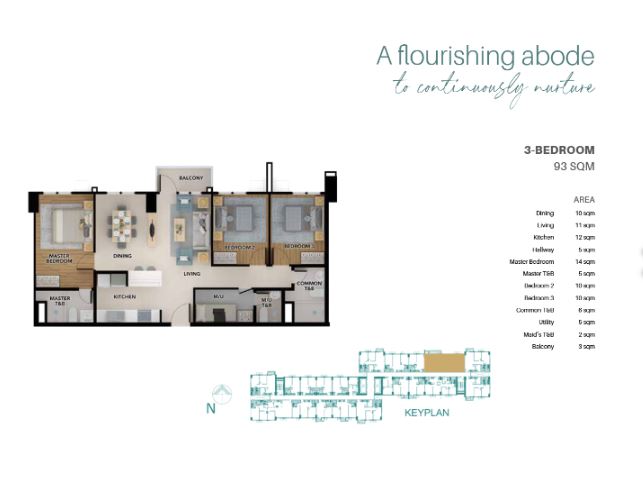 A flourishing abode
to continuously nurture
3-BEDROOM
93 SQM
AREA
Dining 10 sqm
Living 11 sqm
Kitchen 12 sqm
Hallway 5 sqm
Master Bedroom 14 sqm
Master T&B 5 sqm
Bedroom 2 10 sqm
Bedroom 3 10 sqm
Common T&B 6 sqm
Utility 5 sqm
Maid's T&B 2 sqm
Balcony 3 sqm
BALCONY
MASTER
BEDROOM
DINING
BEDROOM 2
BEDROOM 3
LIVING
MASTER
T&B
KITCHEN
M/U
M/U
T&B
COMMON
T&B
N
KEYPLAN